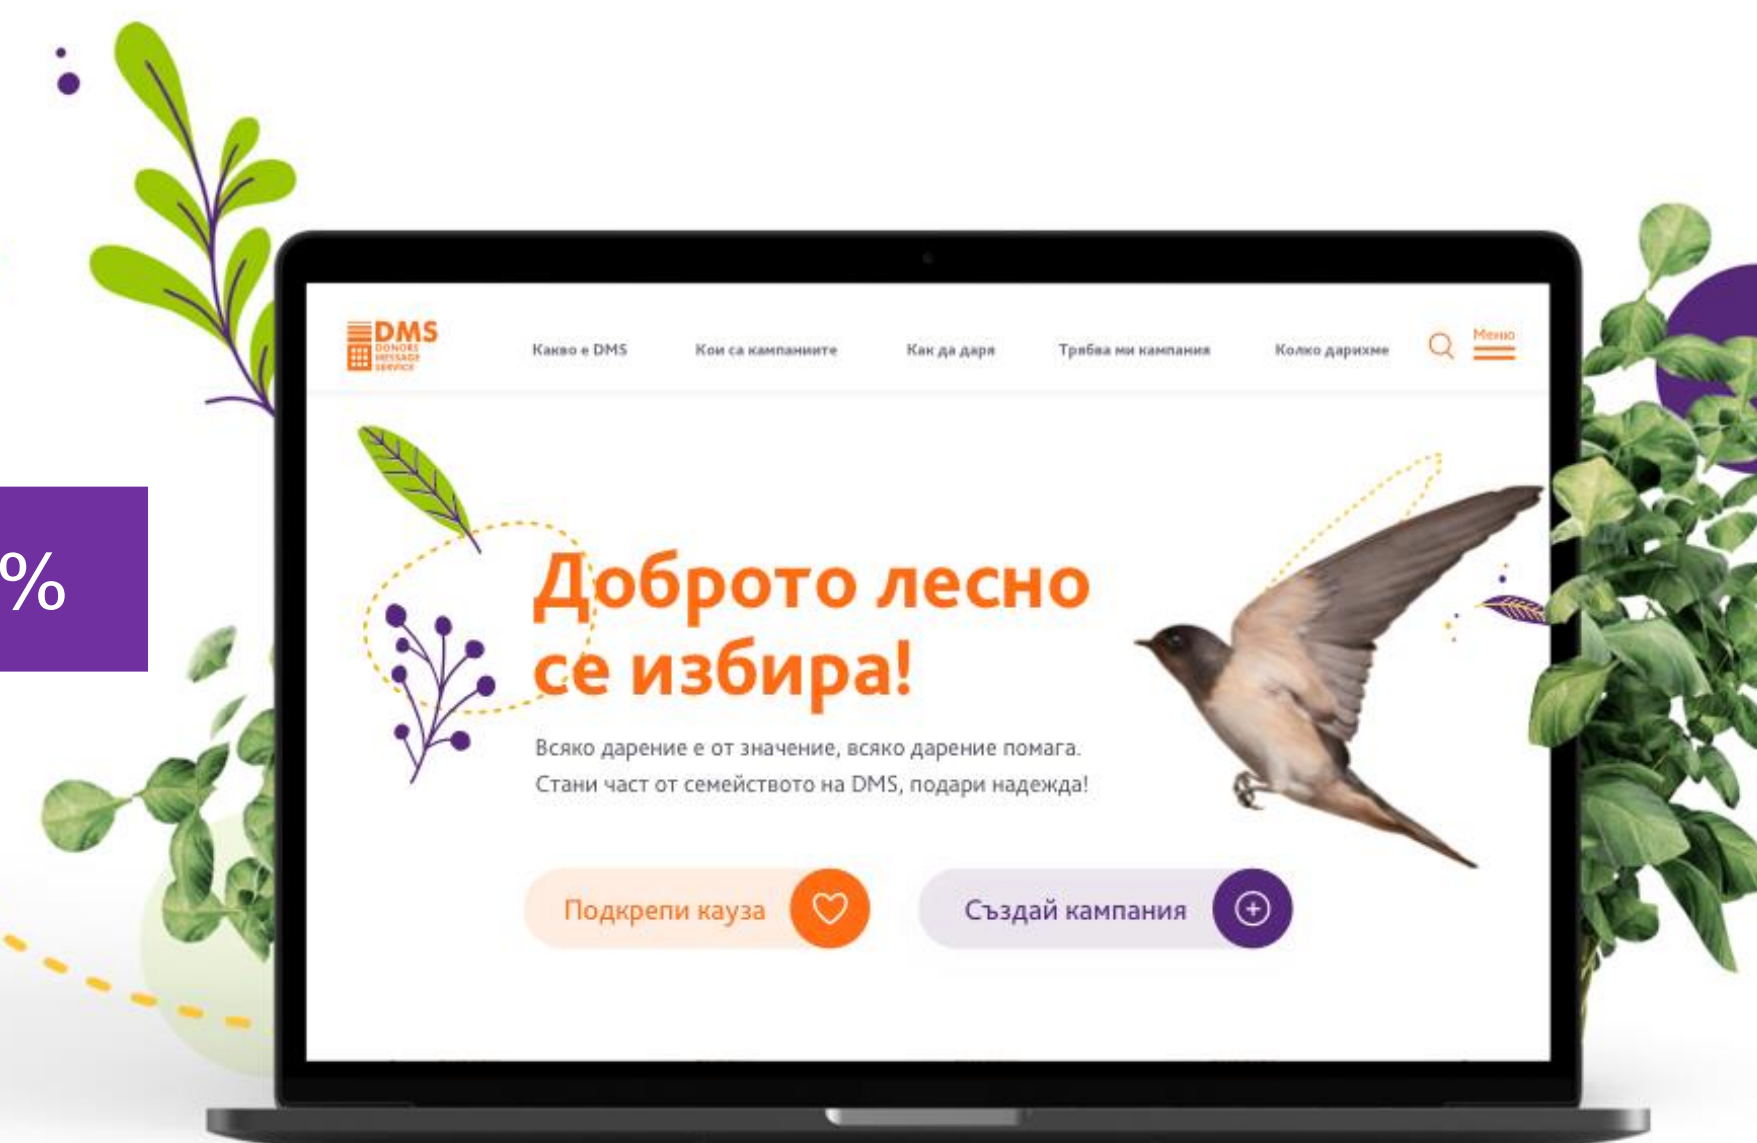 DMS
DONORS
MESSAGE
SERVICE
Какво е DMS
Кои са кампаниите
Как да даря
Трябва ми кампания
Колко дарихме
Меню
%
Доброто лесно
се избира!
Всяко дарение е от значение, всяко дарение помага.
Стани част от семейството на DMS, подари надежда!
Подкрепи кауза
Създай кампания